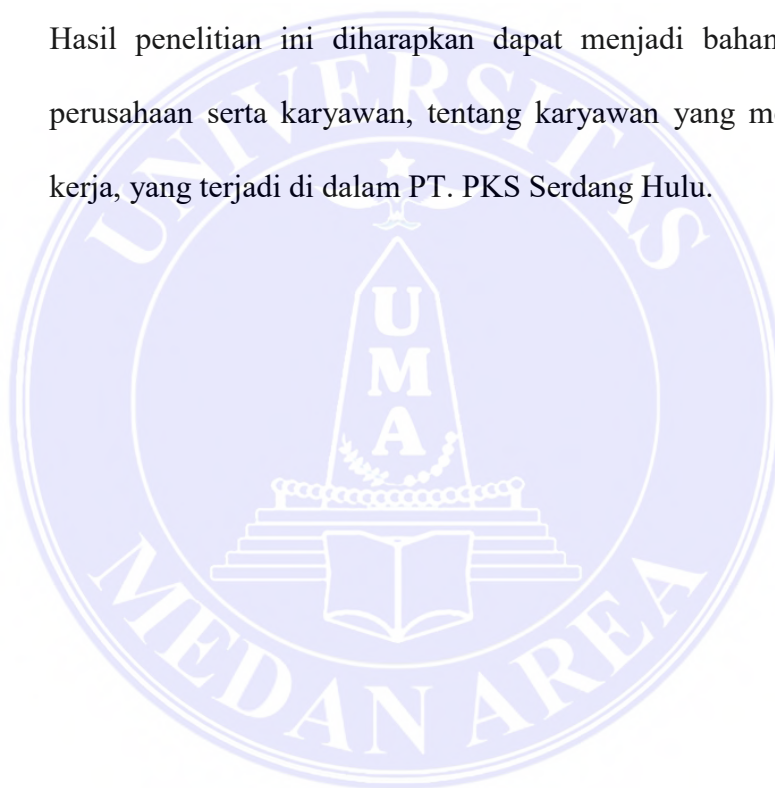 Hasil penelitian ini diharapkan dapat menjadi bahan
perusahaan serta karyawan, tentang karyawan yang
kerja, yang terjadi di dalam PT. PKS Serdang Hulu.
UNIVERSITAS
U
M
A
MEDAN AREA